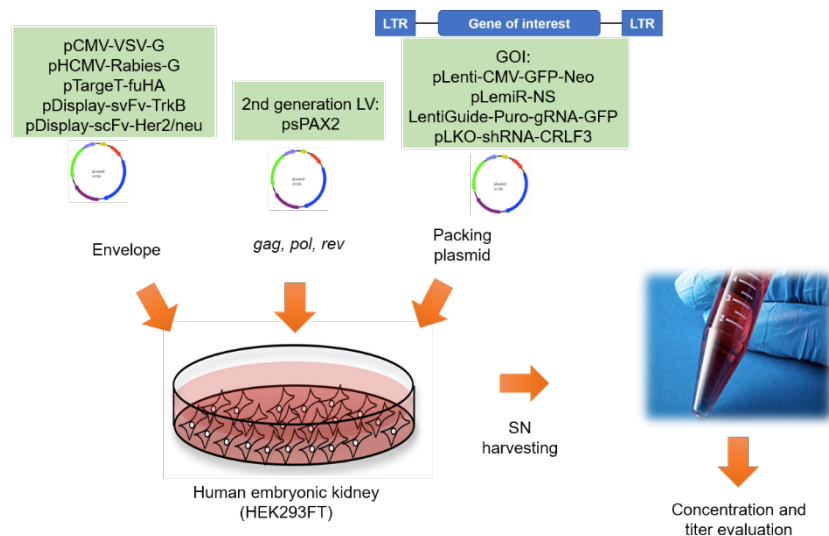 LTR
Gene of interest
LTR
pCMV-VSV-G
pHCMV-Rabies-G
pTargeT-fuHA
pDisplay-svFv-TrkB
pDisplay-scFv-Her2/neu
2nd generation LV:
psPAX2
GOI:
pLenti-CMV-GFP-Neo
pLemiR-NS
LentiGuide-Puro-gRNA-GFP
pLKO-shRNA-CRLF3
Envelope
gag, pol, rev
Packing
plasmid
SN
harvesting
Human embryonic kidney
(HEK293FT)
Concentration and
titer evaluation